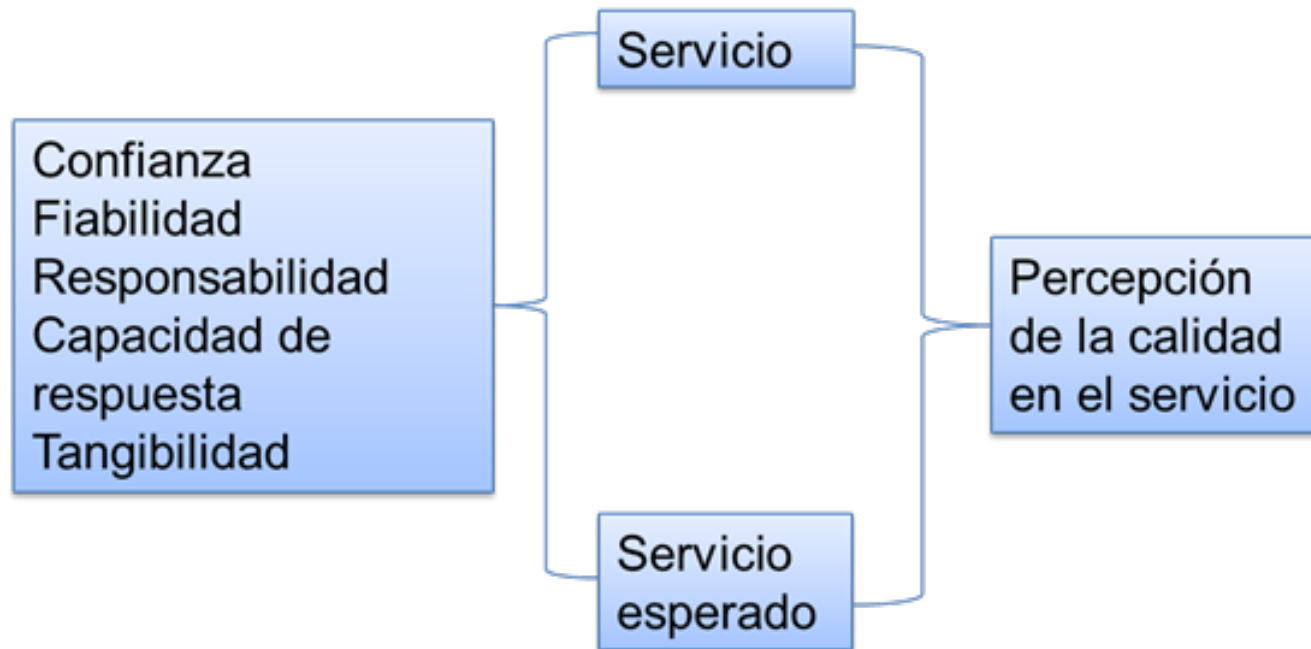 Servicio
Confianza
Fiabilidad
Responsabilidad
Capacidad de
respuesta
Tangibilidad
Percepción
de la calidad
en el servicio
Servicio
esperado